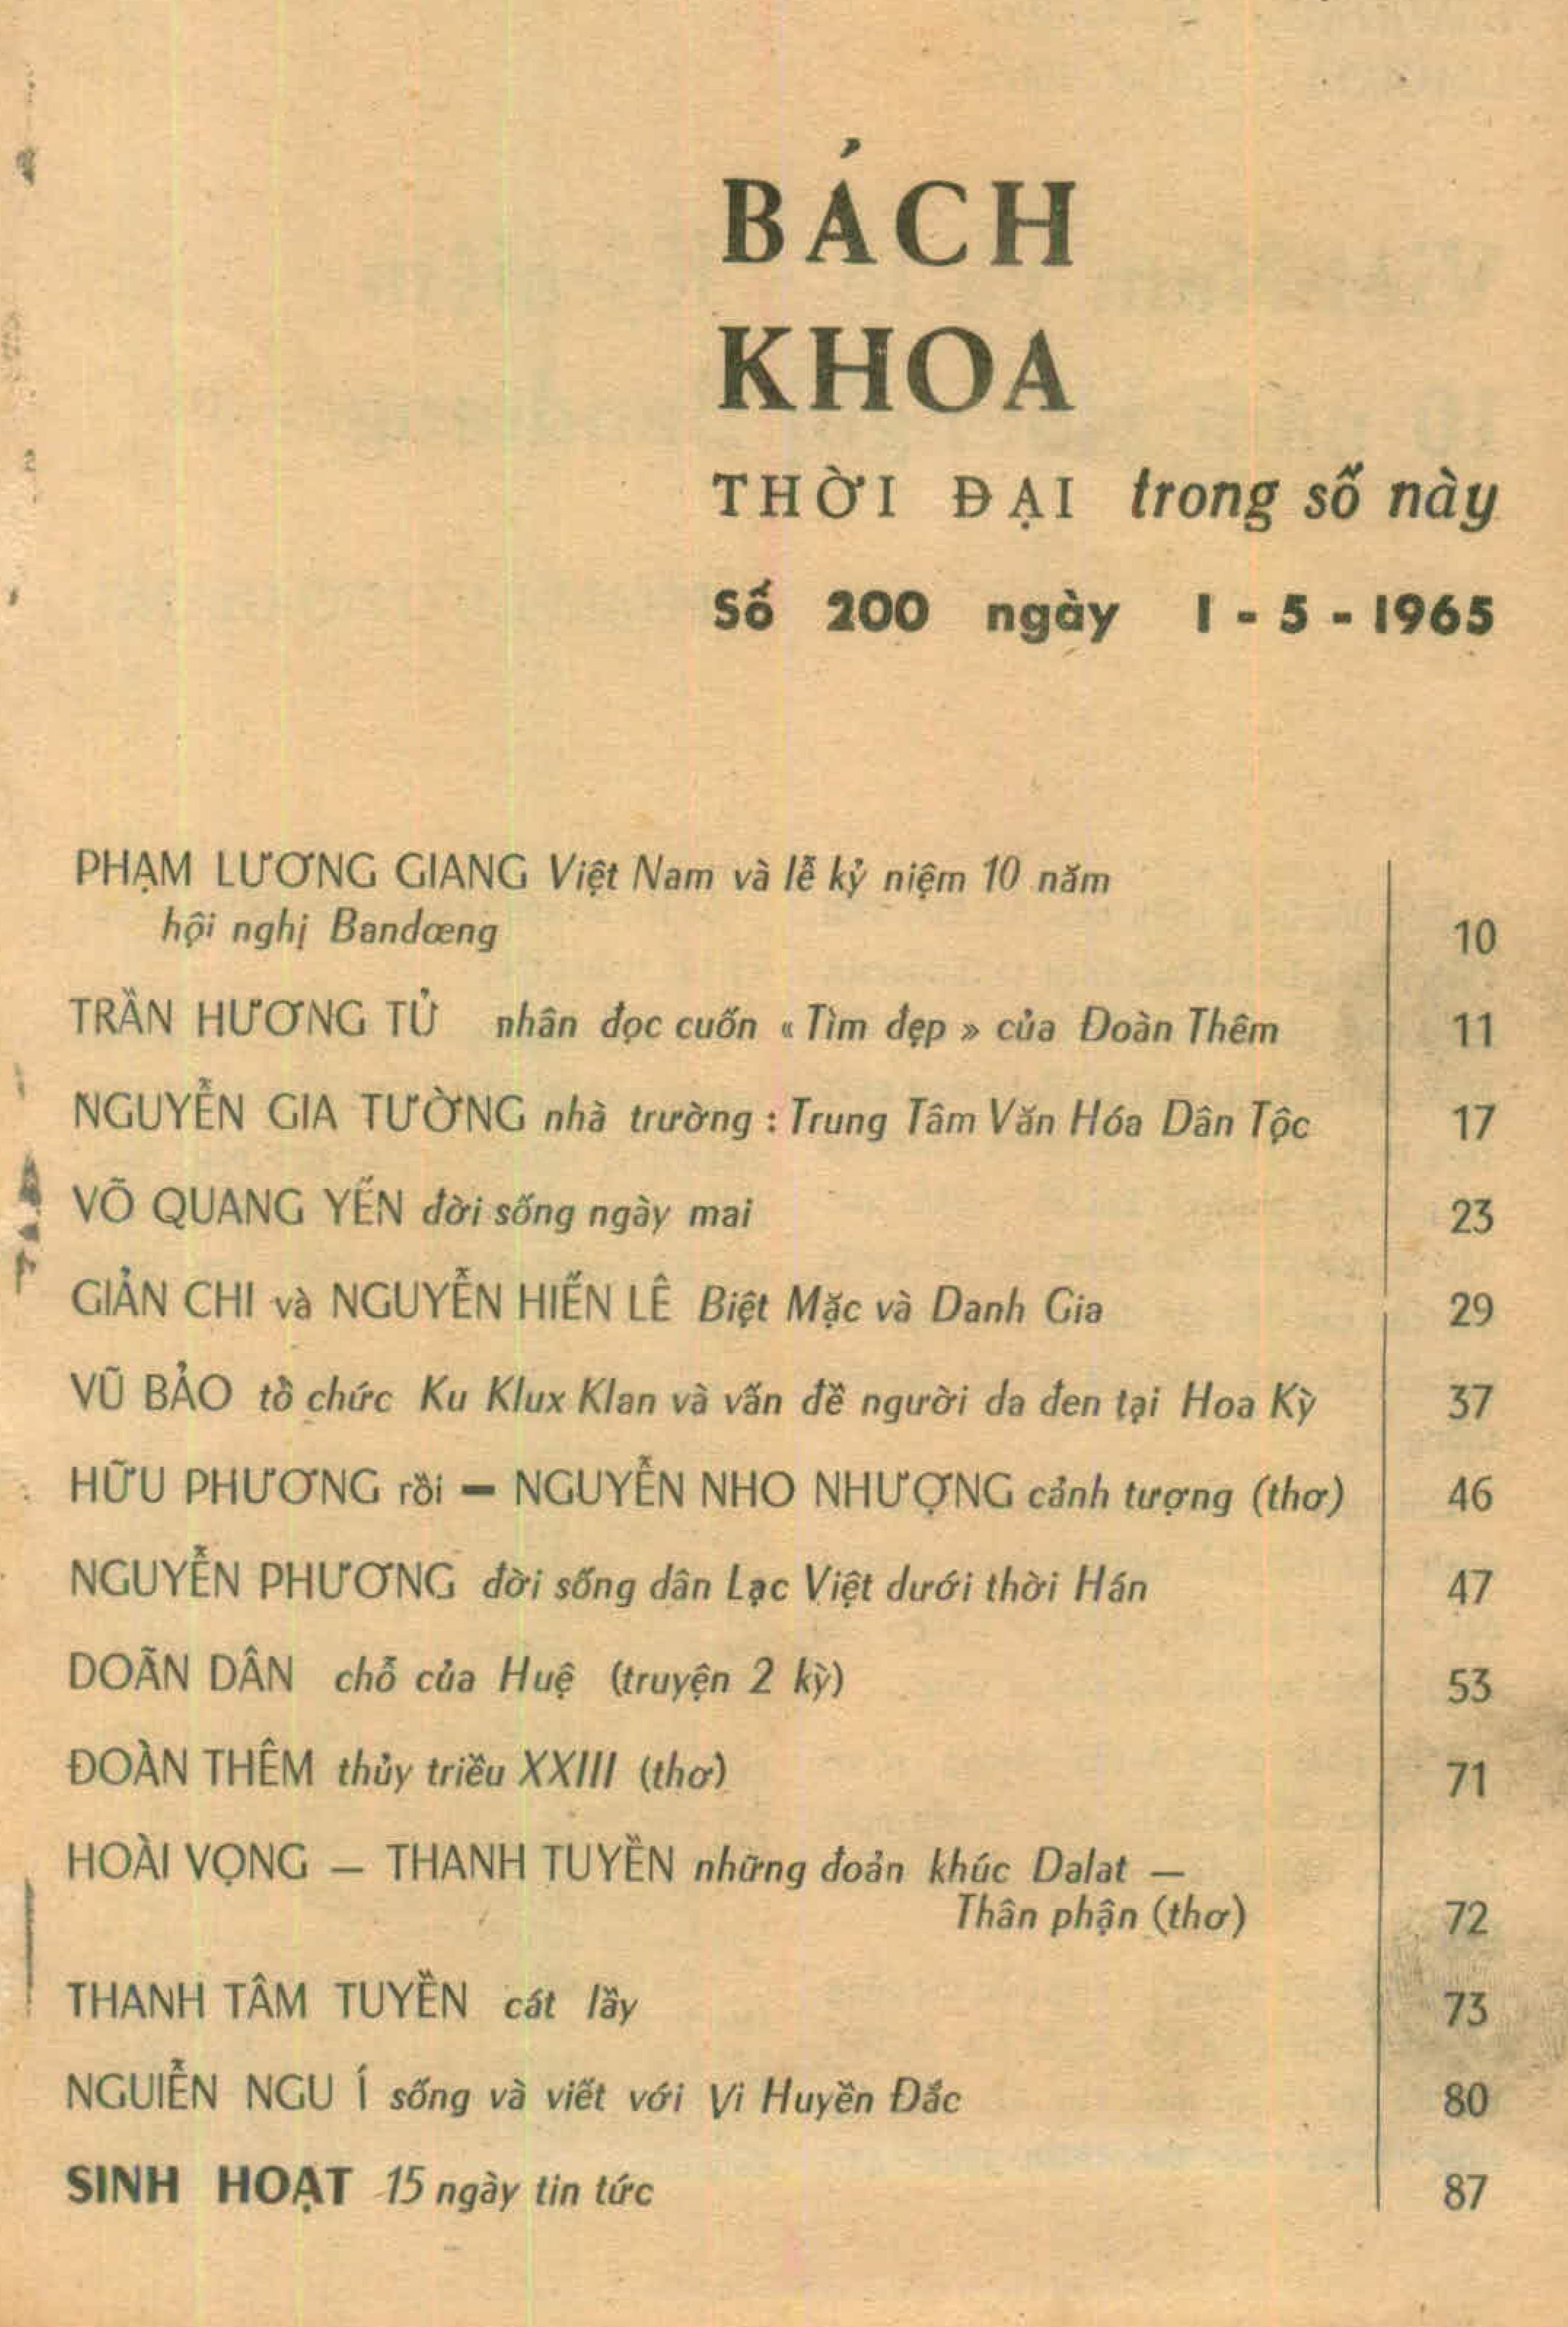 BÁCH
KHOA
THỜI ĐẠI trong số này
Số 200 ngày 1 - 5 - 1965
PHẠM LƯƠNG GIANG Việt Nam và lễ kỷ niệm 10 năm
hội nghị Bandœng 10
TRẦN HƯƠNG TỬ nhân đọc cuốn « Tìm đẹp » của Đoàn Thêm 11
NGUYỄN GIA TƯỜNG nhà trường : Trung Tâm Văn Hóa Dân Tộc 17
VÕ QUANG YẾN đời sống ngày mai 23
GIẢN CHI và NGUYỄN HIẾN LÊ Biệt Mặc và Danh Gia 29
VŨ BẢO tổ chức Ku Klux Klan và vấn đề người da đen tại Hoa Kỳ 37
HỮU PHƯƠNG rồi — NGUYỄN NHO NHƯỢNG cảnh tượng (thơ) 46
NGUYỄN PHƯƠNG đời sống dân Lạc Việt dưới thời Hán 47
DOÃN DÂN chỗ của Huệ (truyện 2 kỳ) 53
ĐOÀN THÊM thủy triều XXIII (thơ) 71
HOÀI VỌNG — THANH TUYỀN những đoản khúc Dalat —
Thân phận (thơ) 72
THANH TÂM TUYỀN cát lầy 73
NGUIỄN NGU Í sống và viết với Vi Huyền Đắc 80
SINH HOẠT 15 ngày tin tức 87